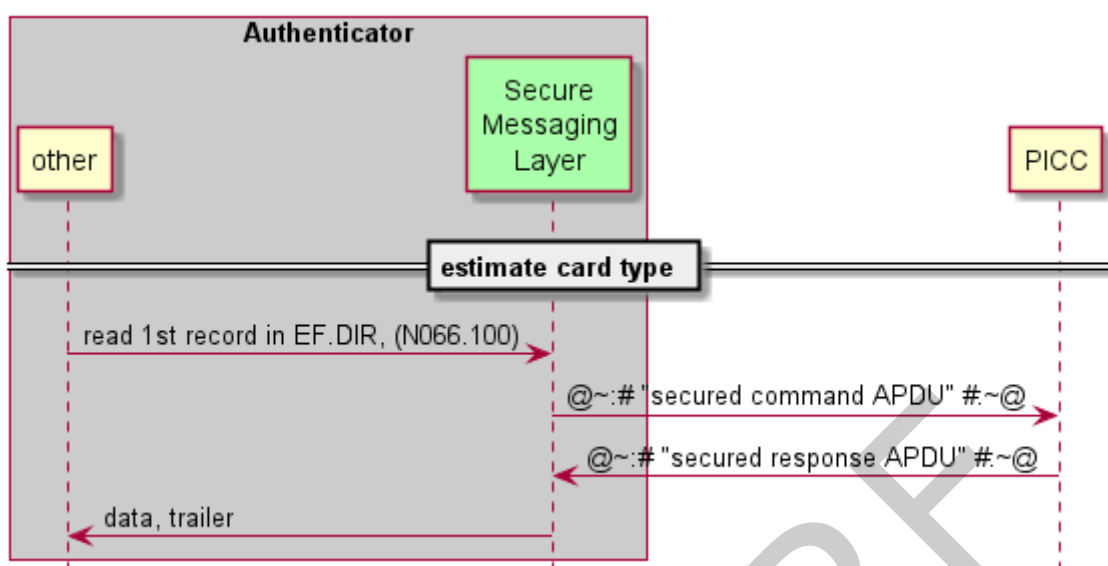 Authenticator
other
Secure
Messaging
Layer
PICC
estimate card type
read 1st record in EF.DIR, (N066.100)
@~:# "secured command APDU" #:~@
@~:# "secured response APDU" #:~@
data, trailer